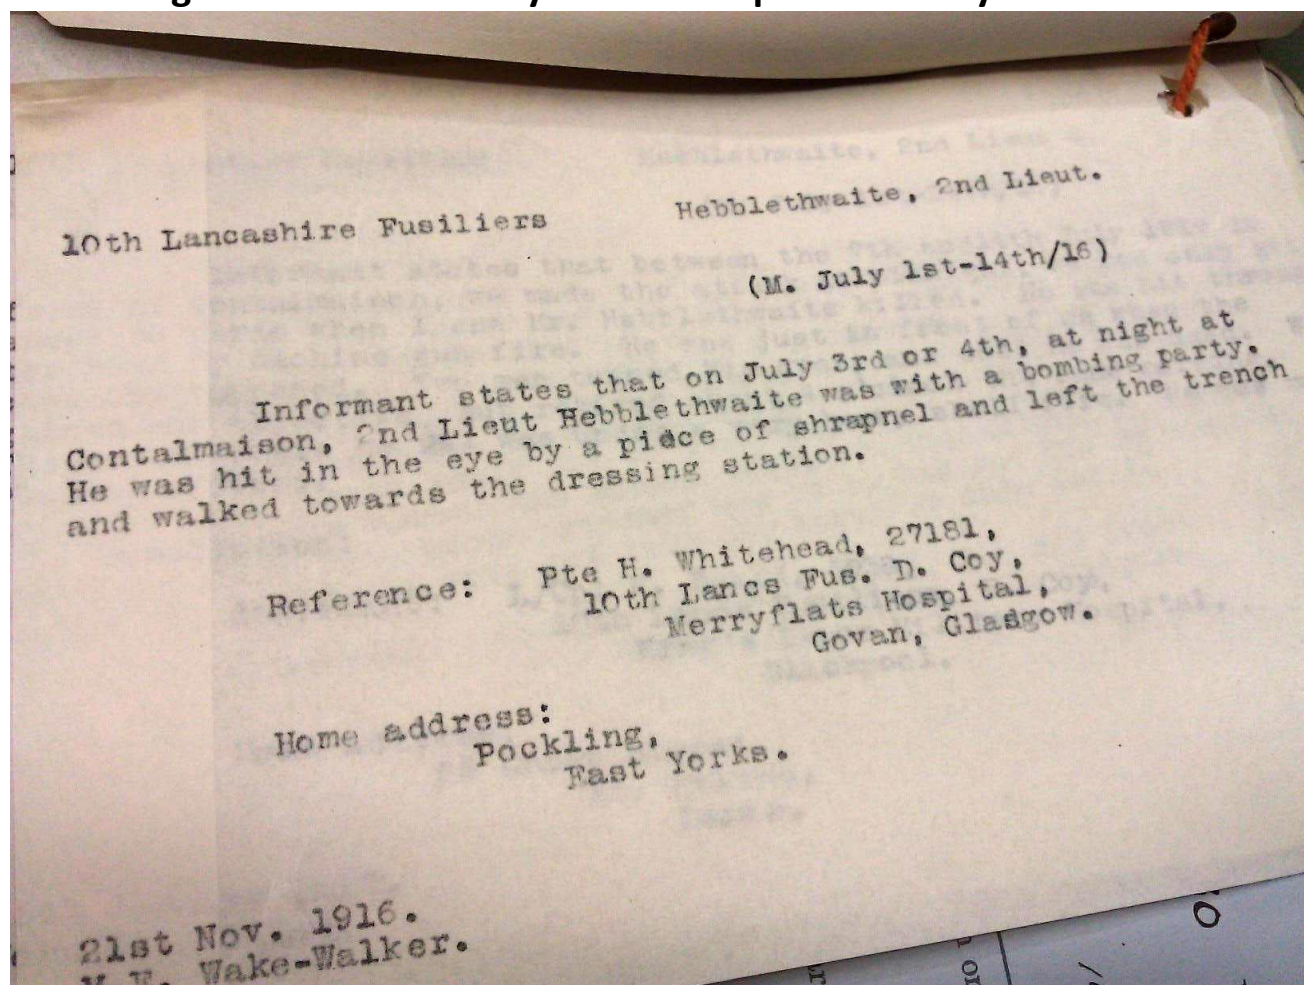 10th Lancashire Fusiliers Hebblethwaite, 2nd Lieut.
(M. July 1st-14th/16)
Informant states that on July 3rd or 4th, at night at
Contalmaison, 2nd Lieut Hebblethwaite was with a bombing party.
He was hit in the eye by a piece of shrapnel and left the trench
and walked towards the dressing station.
Reference: Pte H. Whitehead, 27181,
10th Lancs Fus. D. Coy,
Merryflats Hospital,
Govan, Glasgow.
Home address:
Pockling,
East Yorks.
21st Nov. 1916.
Wake-Walker.